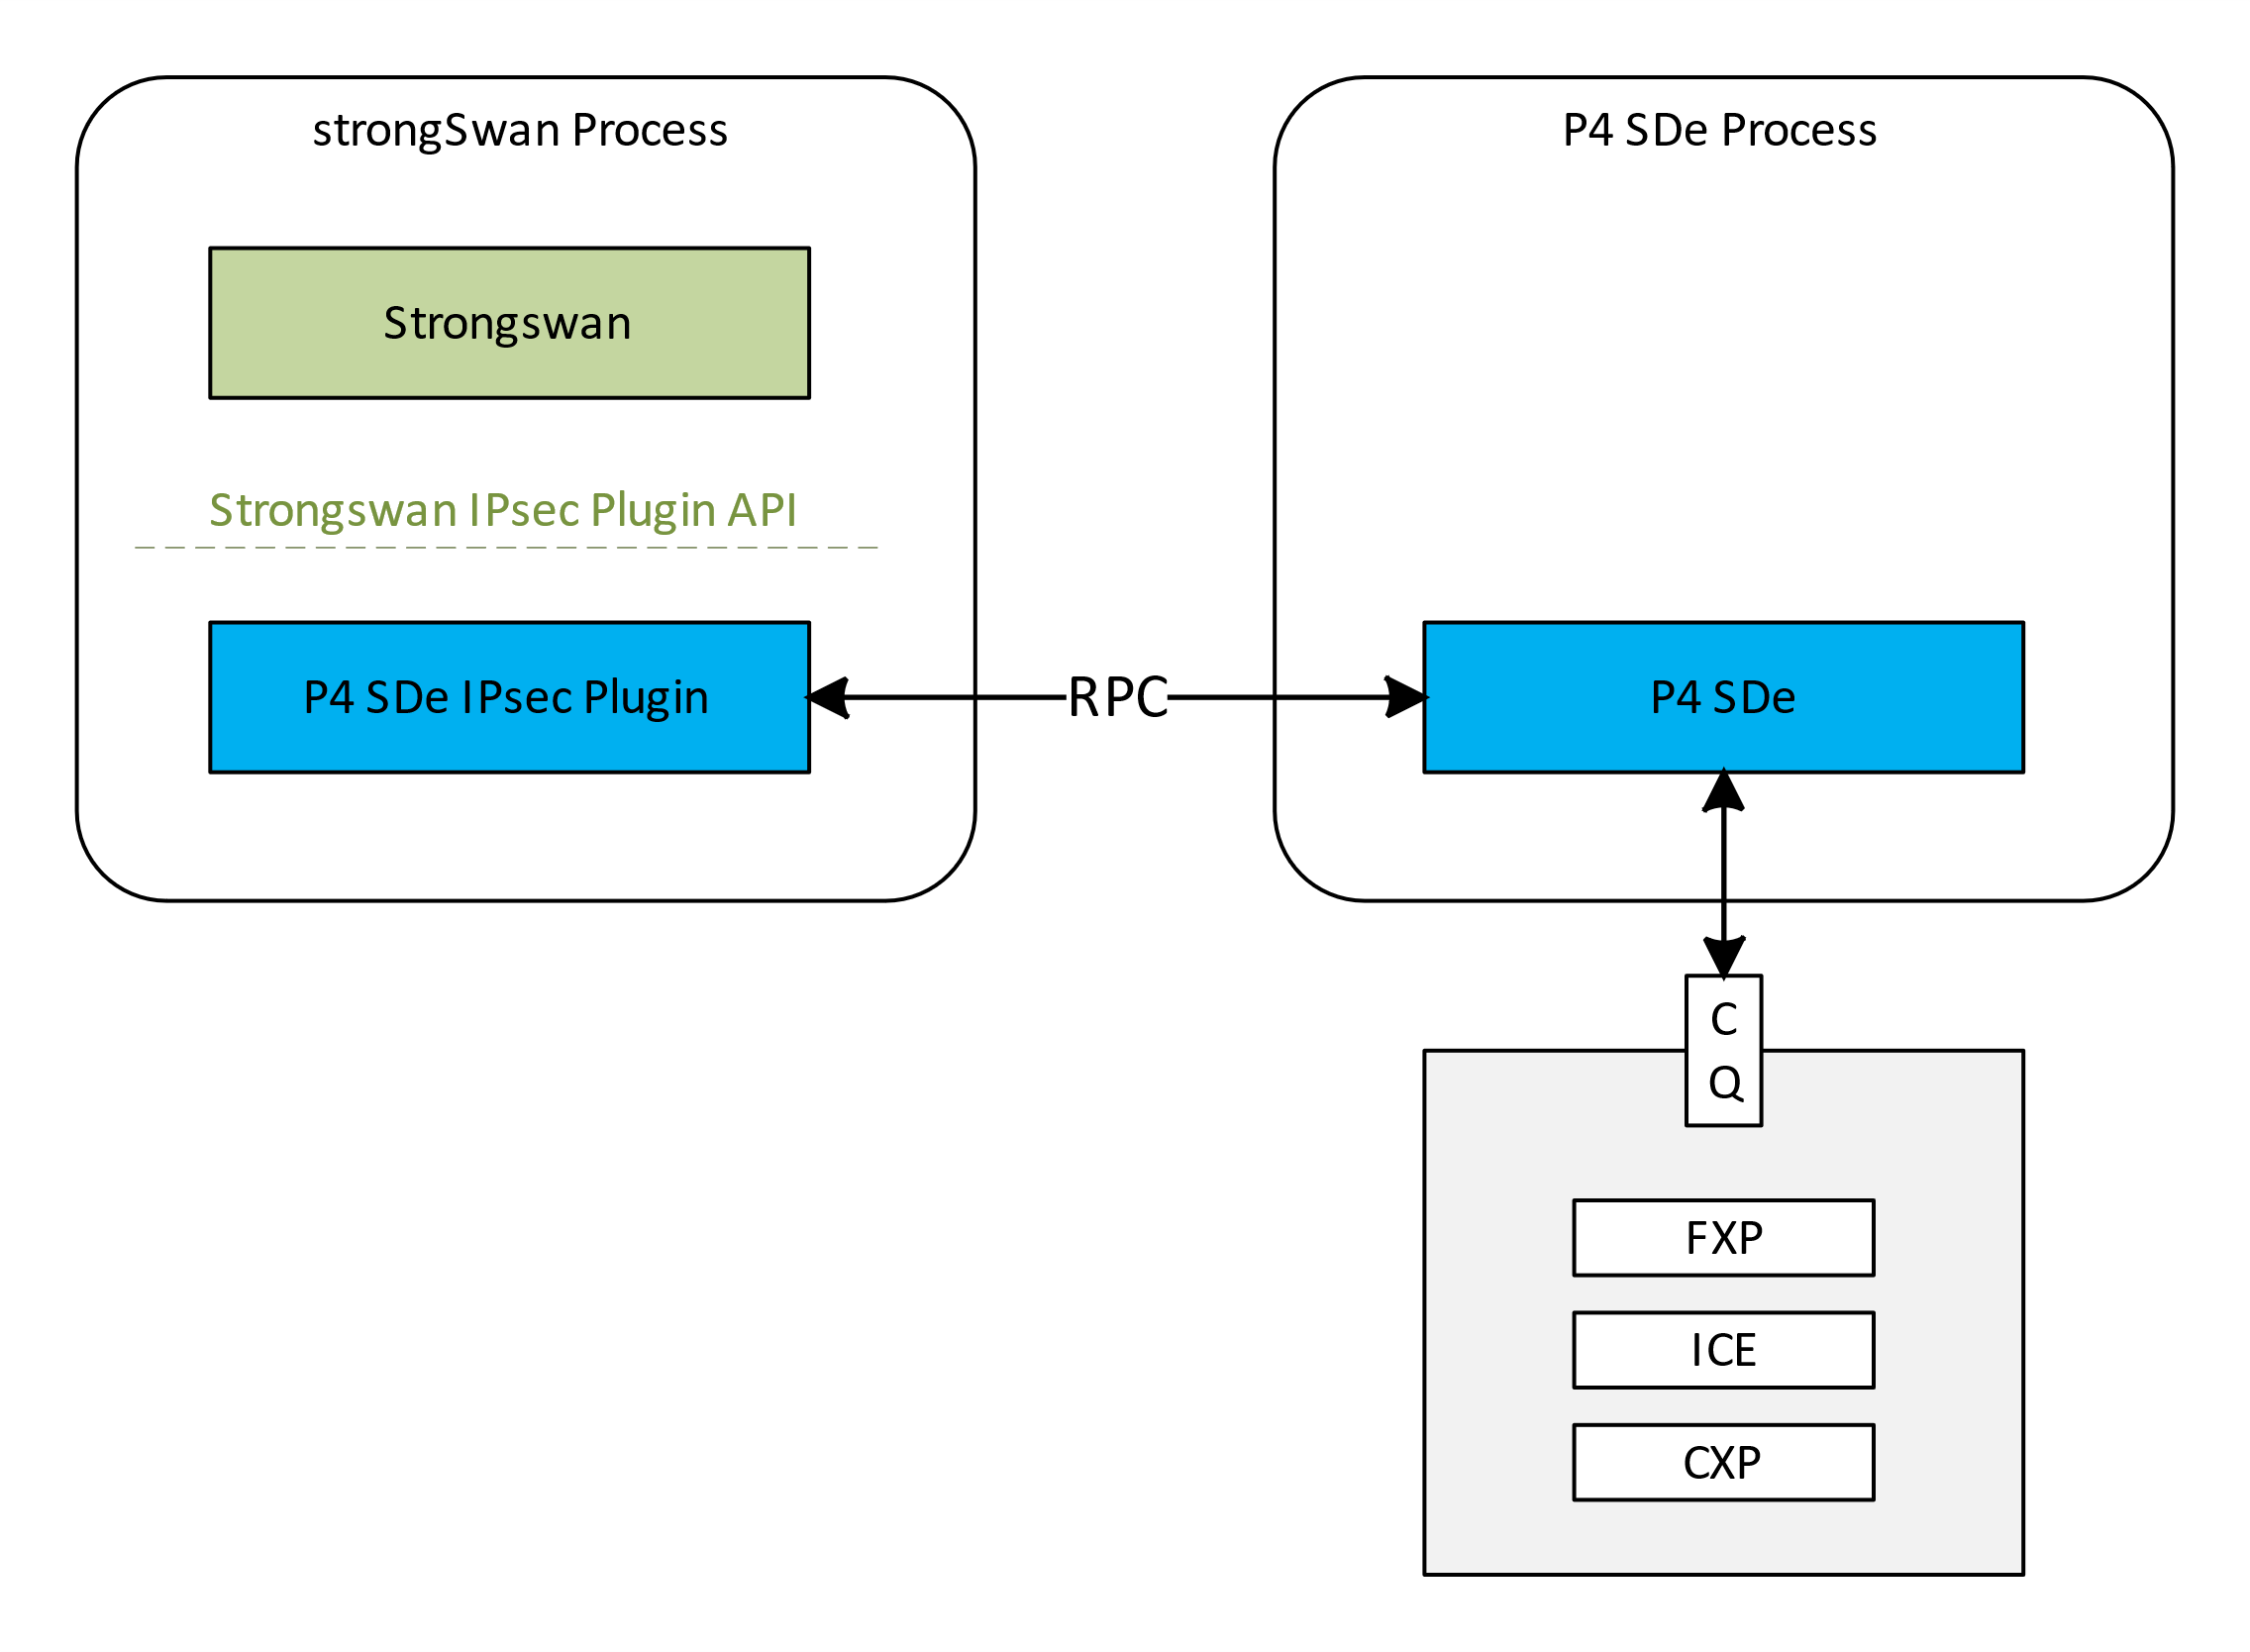 strongSwan Process
Strongswan
Strongswan IPsec Plugin API
P4 SDe IPsec Plugin
RPC
P4 SDe Process
P4 SDe
C
Q
FXP
ICE
CXP